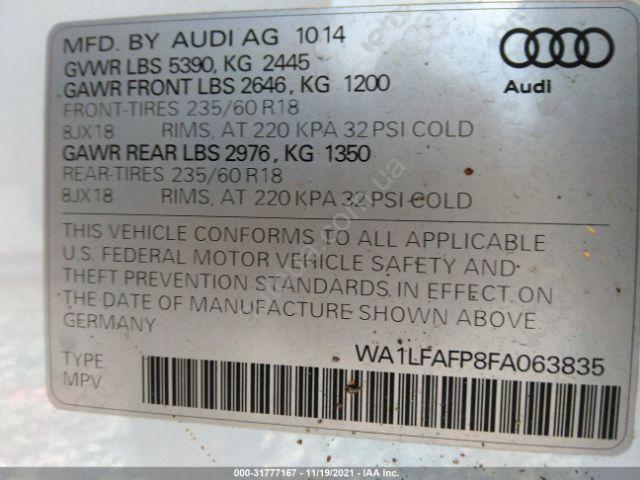 MFD. BY AUDI AG 10 14
GVWR LBS 5390, KG 2445
GAWR FRONT LBS 2646, KG 1200
FRONT-TIRES 235/60 R18
8JX18 RIMS, AT 220 KPA 32 PSI COLD
GAWR REAR LBS 2976, KG 1350
REAR-TIRES 235/60 R18
8JX18 RIMS, AT 220 KPA 32 PSI COLD
Audi
THIS VEHICLE CONFORMS TO ALL APPLICABLE
U.S. FEDERAL MOTOR VEHICLE SAFETY AND
THEFT PREVENTION STANDARDS IN EFFECT ON
THE DATE OF MANUFACTURE SHOWN ABOVE.
GERMANY
TYPE:
MPV
WA1LFAFP8FA063835
000-31777167 - 11/19/2021 - IAA Inc.